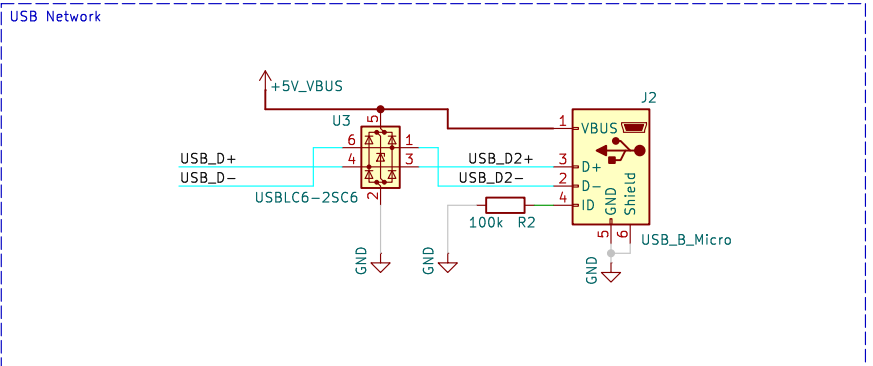 USB Network
+5V_VBUS
J2
U3
5
1
VBUS
6
1
USB_D+
4
3
USB_D2+
3
D+
USB_D-
USB_D2-
2
D-
USBLC6-2SC6
2
4
ID
GND
Shield
100k
R2
5
6
USB_B_Micro
GND
GND
GND